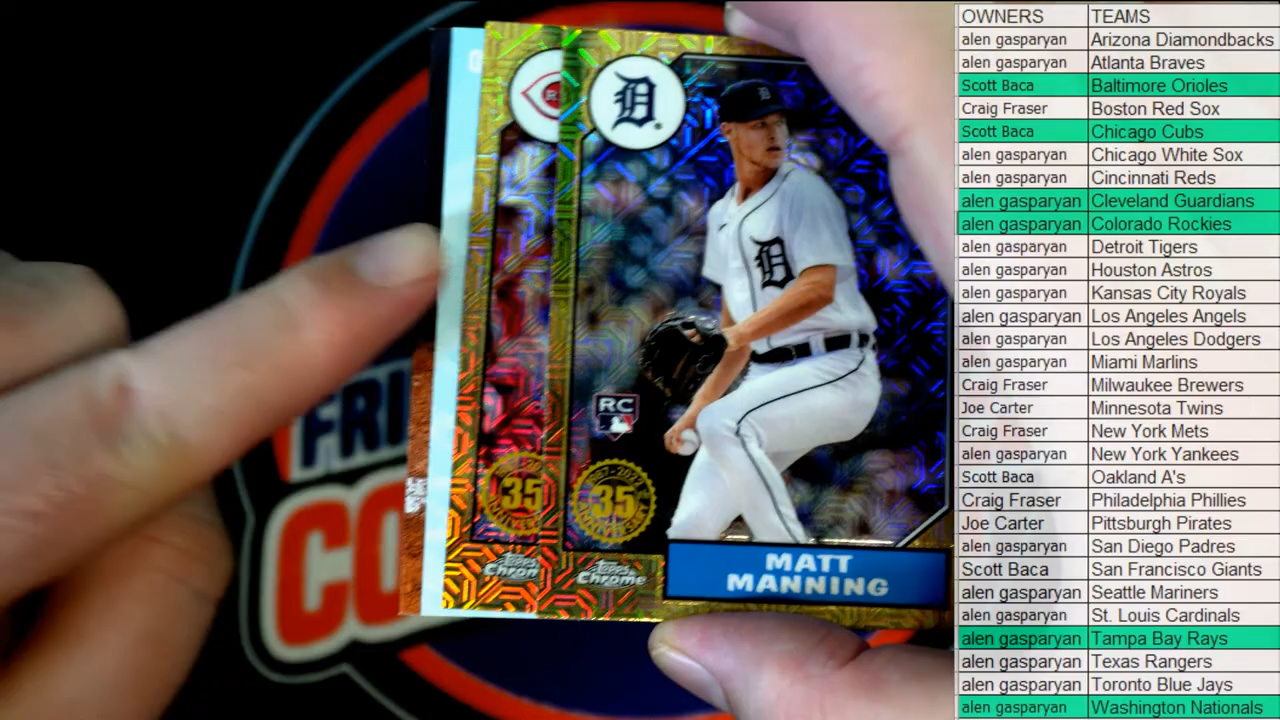 OWNERS TEAMS
alen gasparyan Arizona Diamondbacks
alen gasparyan Atlanta Braves
Scott Baca Baltimore Orioles
Craig Fraser Boston Red Sox
Scott Baca Chicago Cubs
alen gasparyan Chicago White Sox
alen gasparyan Cincinnati Reds
alen gasparyan Cleveland Guardians
alen gasparyan Colorado Rockies
alen gasparyan Detroit Tigers
alen gasparyan Houston Astros
alen gasparyan Kansas City Royals
alen gasparyan Los Angeles Angels
alen gasparyan Los Angeles Dodgers
alen gasparyan Miami Marlins
Craig Fraser Milwaukee Brewers
Joe Carter Minnesota Twins
Craig Fraser New York Mets
alen gasparyan New York Yankees
Scott Baca Oakland A's
Craig Fraser Philadelphia Phillies
Joe Carter Pittsburgh Pirates
alen gasparyan San Diego Padres
Scott Baca San Francisco Giants
alen gasparyan Seattle Mariners
alen gasparyan St. Louis Cardinals
alen gasparyan Tampa Bay Rays
alen gasparyan Texas Rangers
alen gasparyan Toronto Blue Jays
alen gasparyan Washington Nationals
D
D
RC
35
35
ANNIVERSARY
Topps
Chrom
Topps
Chrome
MATT
MANNING
FRI
CO